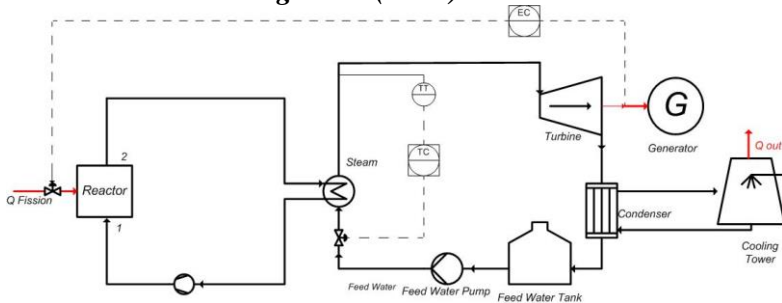 EC
TT
G
Turbine
Generator
Q out
TC
2
Steam
Reactor
Q Fission
1
Condenser
Cooling
Tower
Feed Water
Feed Water Pump
Feed Water Tank